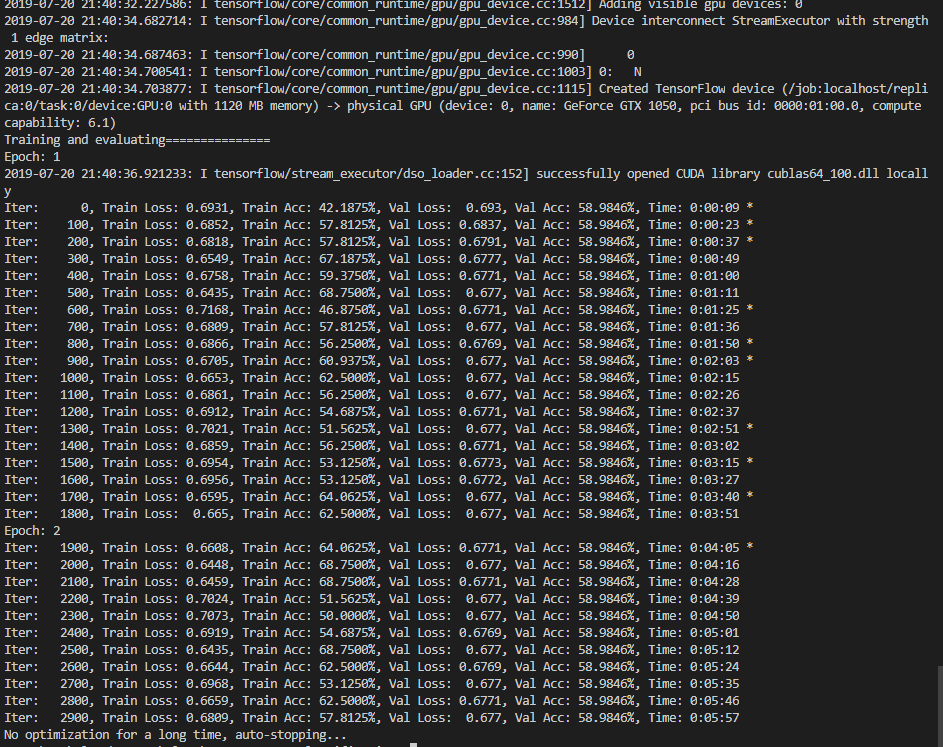 2019-07-20 21:40:32.227586: I tensorflow/core/common_runtime/gpu/gpu_device.cc:1512] Adding visible gpu devices: 0
2019-07-20 21:40:34.682714: I tensorflow/core/common_runtime/gpu/gpu_device.cc:984] Device interconnect StreamExecutor with strength
 1 edge matrix:
2019-07-20 21:40:34.687463: I tensorflow/core/common_runtime/gpu/gpu_device.cc:990]      0
2019-07-20 21:40:34.700541: I tensorflow/core/common_runtime/gpu/gpu_device.cc:1003] 0:   N
2019-07-20 21:40:34.703877: I tensorflow/core/common_runtime/gpu/gpu_device.cc:1115] Created TensorFlow device (/job:localhost/repli
ca:0/task:0/device:GPU:0 with 1120 MB memory) -> physical GPU (device: 0, name: GeForce GTX 1050, pci bus id: 0000:01:00.0, compute
capability: 6.1)
Training and evaluating===============
Epoch: 1
2019-07-20 21:40:36.921233: I tensorflow/stream_executor/dso_loader.cc:152] successfully opened CUDA library cublas64_100.dll locall
y
Iter:      0, Train Loss: 0.6931, Train Acc: 42.1875%, Val Loss:  0.693, Val Acc: 58.9846%, Time: 0:00:09 *
Iter:    100, Train Loss: 0.6852, Train Acc: 57.8125%, Val Loss: 0.6837, Val Acc: 58.9846%, Time: 0:00:23 *
Iter:    200, Train Loss: 0.6818, Train Acc: 57.8125%, Val Loss: 0.6791, Val Acc: 58.9846%, Time: 0:00:37 *
Iter:    300, Train Loss: 0.6549, Train Acc: 67.1875%, Val Loss: 0.6777, Val Acc: 58.9846%, Time: 0:00:49
Iter:    400, Train Loss: 0.6758, Train Acc: 59.3750%, Val Loss: 0.6771, Val Acc: 58.9846%, Time: 0:01:00
Iter:    500, Train Loss: 0.6435, Train Acc: 68.7500%, Val Loss:  0.677, Val Acc: 58.9846%, Time: 0:01:11
Iter:    600, Train Loss: 0.7168, Train Acc: 46.8750%, Val Loss: 0.6771, Val Acc: 58.9846%, Time: 0:01:25 *
Iter:    700, Train Loss: 0.6809, Train Acc: 57.8125%, Val Loss:  0.677, Val Acc: 58.9846%, Time: 0:01:36
Iter:    800, Train Loss: 0.6866, Train Acc: 56.2500%, Val Loss: 0.6769, Val Acc: 58.9846%, Time: 0:01:50 *
Iter:    900, Train Loss: 0.6705, Train Acc: 60.9375%, Val Loss:  0.677, Val Acc: 58.9846%, Time: 0:02:03 *
Iter:   1000, Train Loss: 0.6653, Train Acc: 62.5000%, Val Loss:  0.677, Val Acc: 58.9846%, Time: 0:02:15
Iter:   1100, Train Loss: 0.6861, Train Acc: 56.2500%, Val Loss:  0.677, Val Acc: 58.9846%, Time: 0:02:26
Iter:   1200, Train Loss: 0.6912, Train Acc: 54.6875%, Val Loss: 0.6771, Val Acc: 58.9846%, Time: 0:02:37
Iter:   1300, Train Loss: 0.7021, Train Acc: 51.5625%, Val Loss:  0.677, Val Acc: 58.9846%, Time: 0:02:51 *
Iter:   1400, Train Loss: 0.6859, Train Acc: 56.2500%, Val Loss: 0.6771, Val Acc: 58.9846%, Time: 0:03:02
Iter:   1500, Train Loss: 0.6954, Train Acc: 53.1250%, Val Loss: 0.6773, Val Acc: 58.9846%, Time: 0:03:15 *
Iter:   1600, Train Loss: 0.6956, Train Acc: 53.1250%, Val Loss: 0.6772, Val Acc: 58.9846%, Time: 0:03:27
Iter:   1700, Train Loss: 0.6595, Train Acc: 64.0625%, Val Loss:  0.677, Val Acc: 58.9846%, Time: 0:03:40 *
Iter:   1800, Train Loss:  0.665, Train Acc: 62.5000%, Val Loss:  0.677, Val Acc: 58.9846%, Time: 0:03:51
Epoch: 2
Iter:   1900, Train Loss: 0.6608, Train Acc: 64.0625%, Val Loss: 0.6771, Val Acc: 58.9846%, Time: 0:04:05 *
Iter:   2000, Train Loss: 0.6448, Train Acc: 68.7500%, Val Loss:  0.677, Val Acc: 58.9846%, Time: 0:04:16
Iter:   2100, Train Loss: 0.6459, Train Acc: 68.7500%, Val Loss: 0.6771, Val Acc: 58.9846%, Time: 0:04:28
Iter:   2200, Train Loss: 0.7024, Train Acc: 51.5625%, Val Loss: 0.677, Val Acc: 58.9846%, Time: 0:04:39
Iter:   2300, Train Loss: 0.7073, Train Acc: 50.0000%, Val Loss:  0.677, Val Acc: 58.9846%, Time: 0:04:50
Iter:   2400, Train Loss: 0.6919, Train Acc: 54.6875%, Val Loss: 0.6769, Val Acc: 58.9846%, Time: 0:05:01
Iter:   2500, Train Loss: 0.6435, Train Acc: 68.7500%, Val Loss:  0.677, Val Acc: 58.9846%, Time: 0:05:12
Iter:   2600, Train Loss: 0.6644, Train Acc: 62.5000%, Val Loss: 0.6769, Val Acc: 58.9846%, Time: 0:05:24
Iter:   2700, Train Loss: 0.6968, Train Acc: 53.1250%, Val Loss:  0.677, Val Acc: 58.9846%, Time: 0:05:35
Iter:   2800, Train Loss: 0.6659, Train Acc: 62.5000%, Val Loss: 0.6771, Val Acc: 58.9846%, Time: 0:05:46
Iter:   2900, Train Loss: 0.6809, Train Acc: 57.8125%, Val Loss:  0.677, Val Acc: 58.9846%, Time: 0:05:57
No optimization for a long time, auto-stopping...